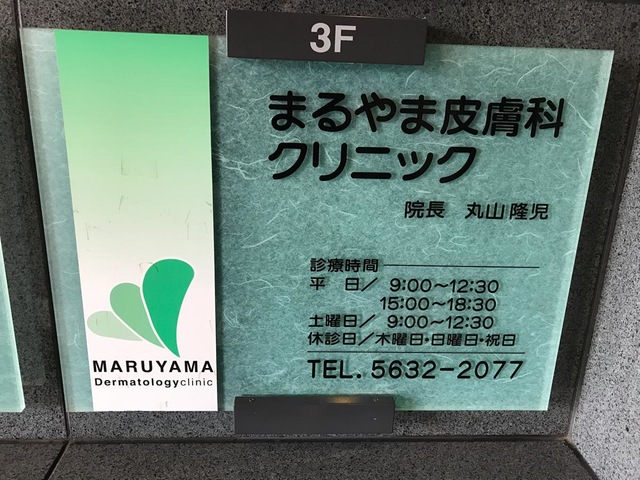 3F
まるやま皮膚科
クリニック
院長 丸山隆児
診療時間
平 日／ 9:00～12:30
15:00～18:30
土曜日／ 9:00～12:30
休診日／木曜日・日曜日・祝日
TEL. 5632-2077
MARUYAMA
Dermatologyclinic